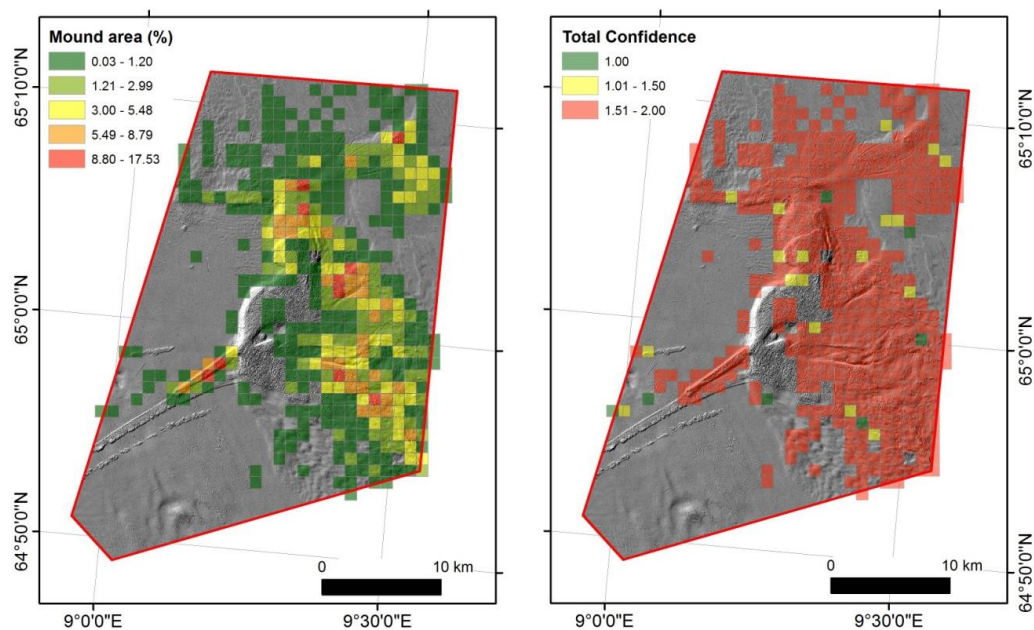 Mound area (%)
0.03 - 1.20
1.21 - 2.99
3.00 - 5.48
5.49 - 8.79
8.80 - 17.53
65°10'0"N
65°0'0"N
64°50'0"N
0 10 km
9°0'0"E
9°30'0"E
Total Confidence
1.00
1.01 - 1.50
1.51 - 2.00
65°10'0"N
65°0'0"N
64°50'0"N
0 10 km
9°0'0"E
9°30'0"E